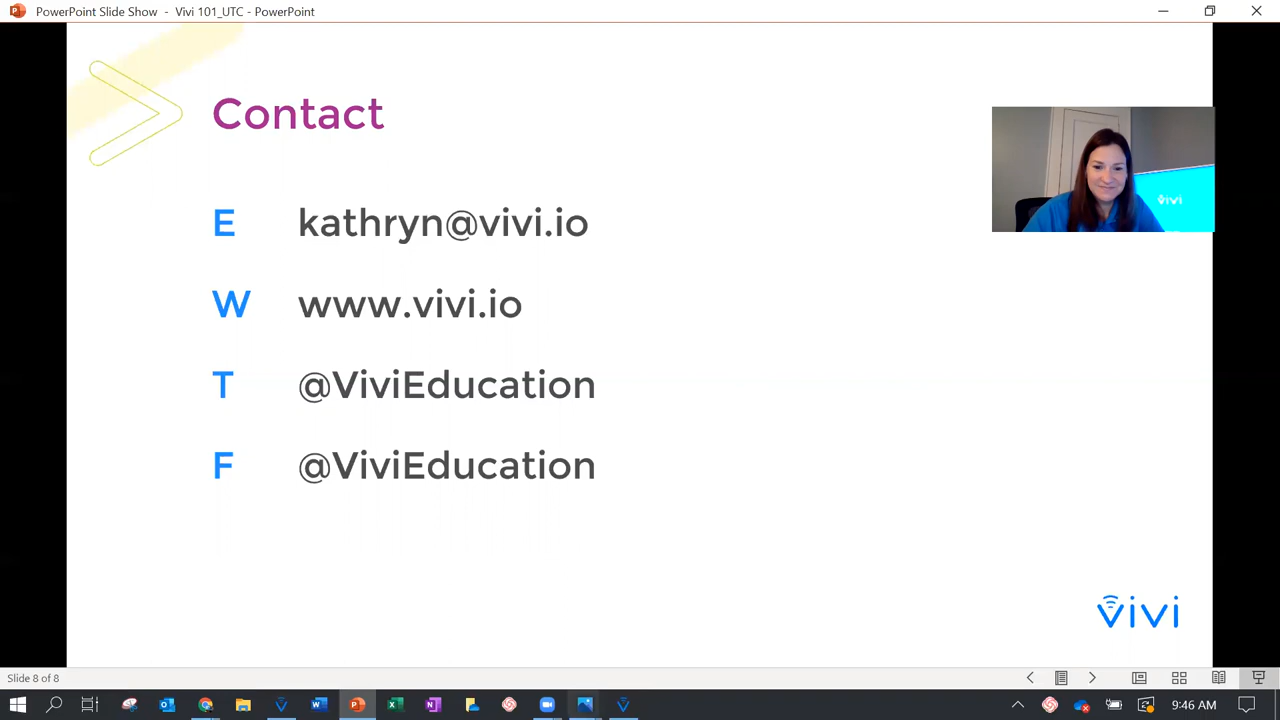 PowerPoint Slide Show - Vivi 101_UTC - PowerPoint
Contact
E kathryn@vivi.io
vivi
W www.vivi.io
T @ViviEducation
F @ViviEducation
vivi
Slide 8 of 8
9:46 AM